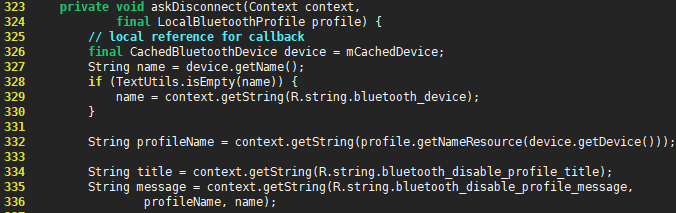 323     private void askDisconnect(Context context,
324             final LocalBluetoothProfile profile) {
325         // local reference for callback
326         final CachedBluetoothDevice device = mCachedDevice;
327         String name = device.getName();
328         if (TextUtils.isEmpty(name)) {
329             name = context.getString(R.string.bluetooth_device);
330         }
331
332         String profileName = context.getString(profile.getNameResource(device.getDevice()));
333
334         String title = context.getString(R.string.bluetooth_disable_profile_title);
335         String message = context.getString(R.string.bluetooth_disable_profile_message,
336                 profileName, name);